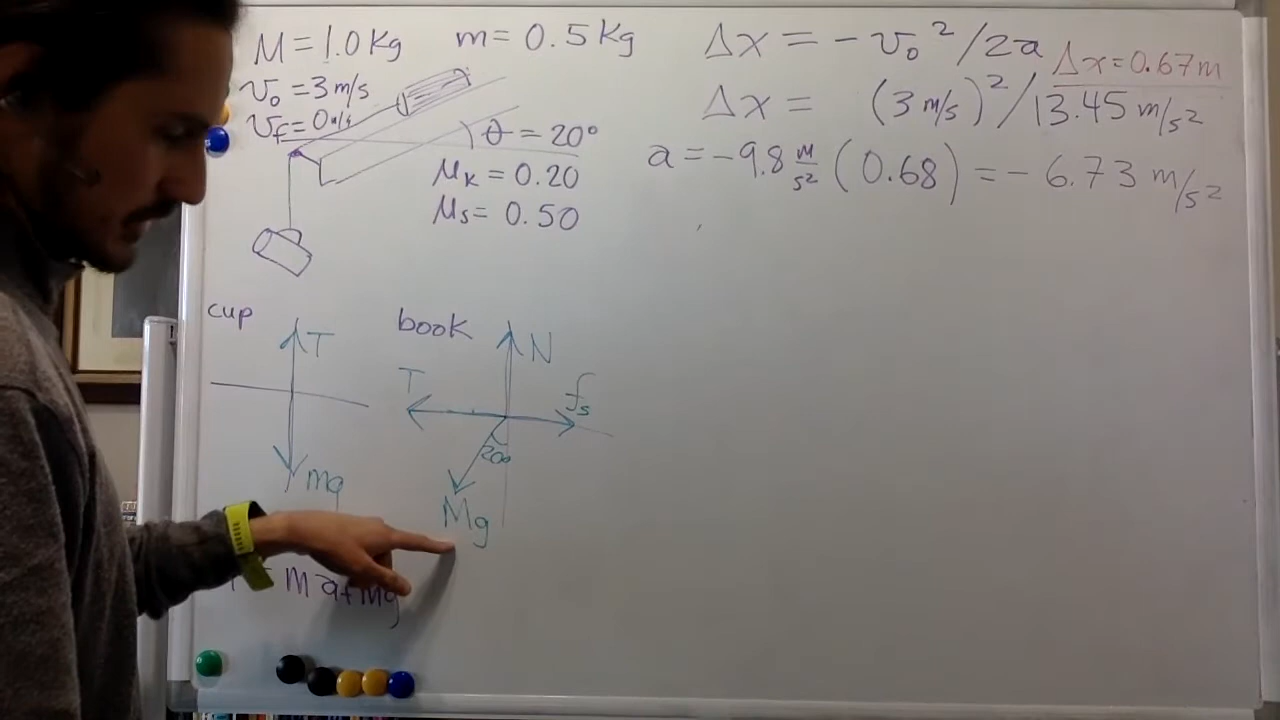 M = 1.0 Kg m = 0.5 Kg
v₀ = 3 m/s
v_f = 0 m/s
θ = 20°
μ_K = 0.20
μ_s = 0.50
Δx = - v₀² / 2a
Δx = 0.67 m
Δx = (3 m/s)² / 13.45 m/s²
a = - 9.8 m/s² (0.68) = - 6.73 m/s²
cup
T
mg
book
N
T
f_s
20°
Mg
= ma + mg